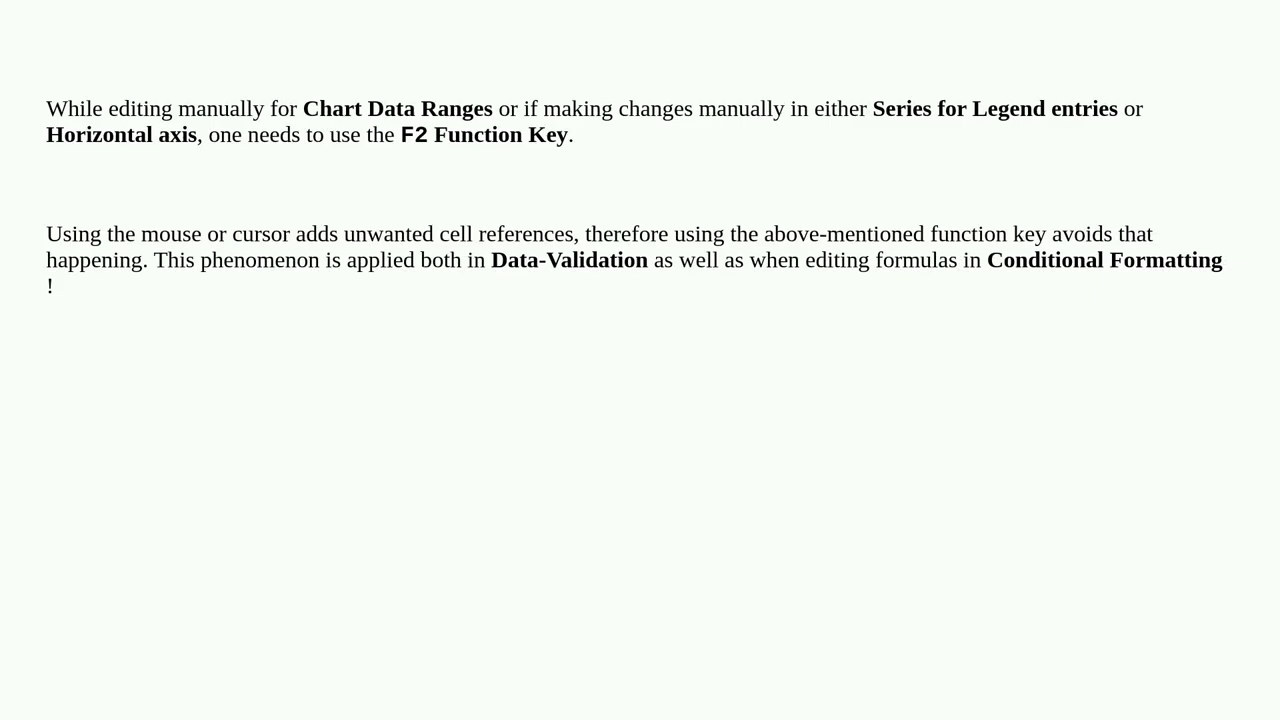 While editing manually for Chart Data Ranges or if making changes manually in either Series for Legend entries or
Horizontal axis, one needs to use the F2 Function Key.
Using the mouse or cursor adds unwanted cell references, therefore using the above-mentioned function key avoids that
happening. This phenomenon is applied both in Data-Validation as well as when editing formulas in Conditional Formatting
!